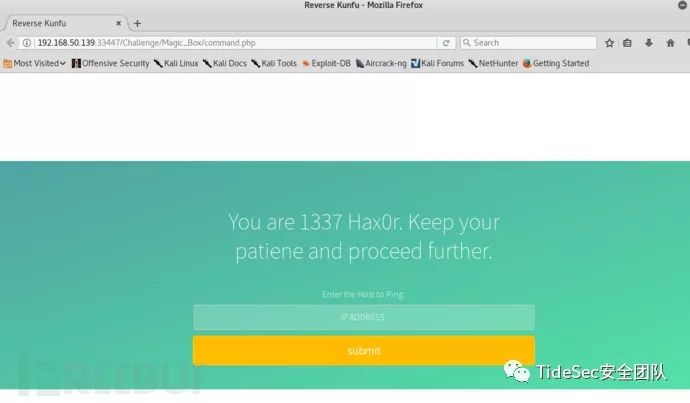 Reverse Kunfu - Mozilla Firefox
Reverse Kunfu
192.168.50.139:33447/Challenge/Magic_Box/command.php
Search
Most Visited Offensive Security Kali Linux Kali Docs Kali Tools Exploit-DB Aircrack-ng Kali Forums NetHunter Getting Started
You are 1337 Hax0r. Keep your
patiene and proceed further.
Enter the Host to Ping:
IP ADDRESS
submit
FREEBUF
TideSec安全团队